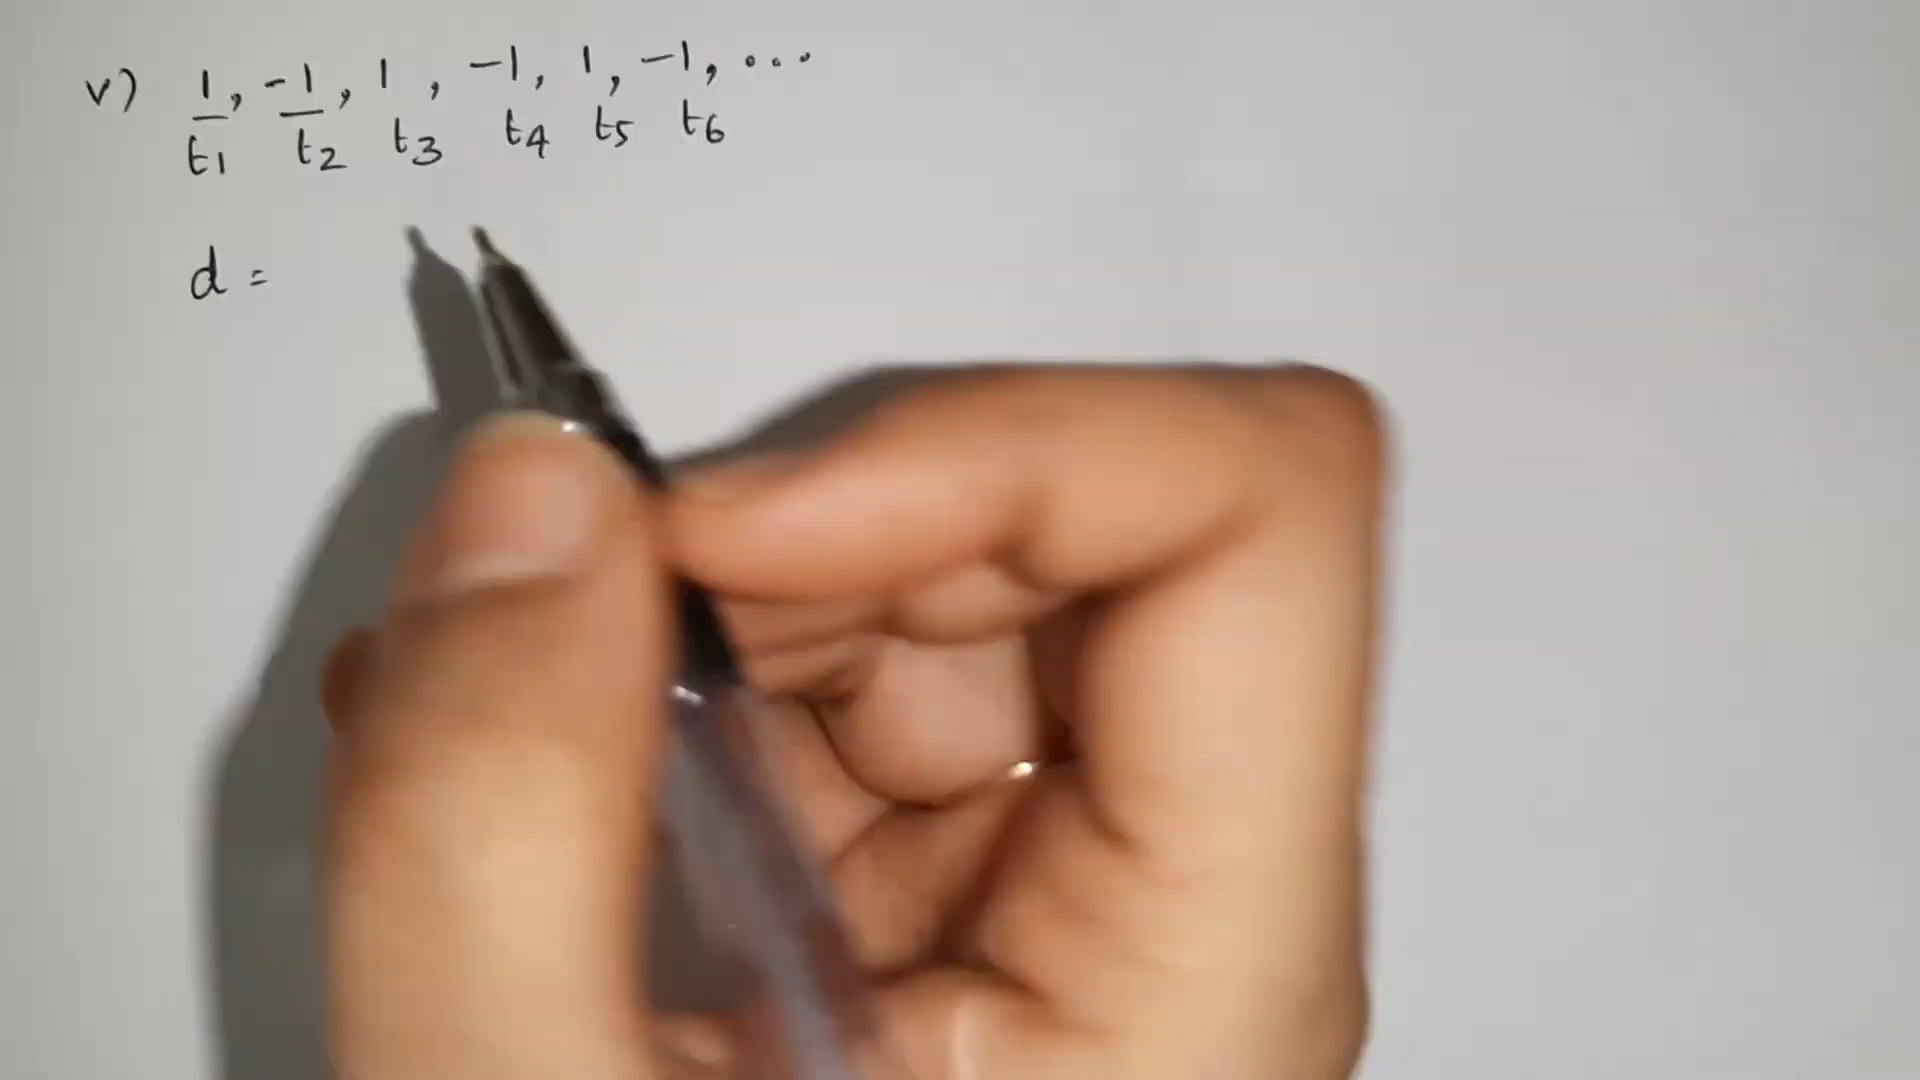 v) 1, -1, 1, -1, 1, -1, ...
t1 t2 t3 t4 t5 t6
d =